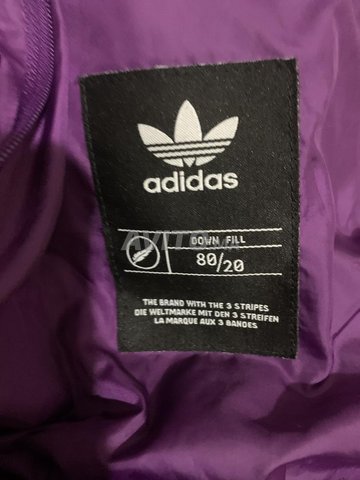 adidas
DOWN FILL
80/20
THE BRAND WITH THE 3 STRIPES
DIE WELTMARKE MIT DEN 3 STREIFEN
LA MARQUE AUX 3 BANDES